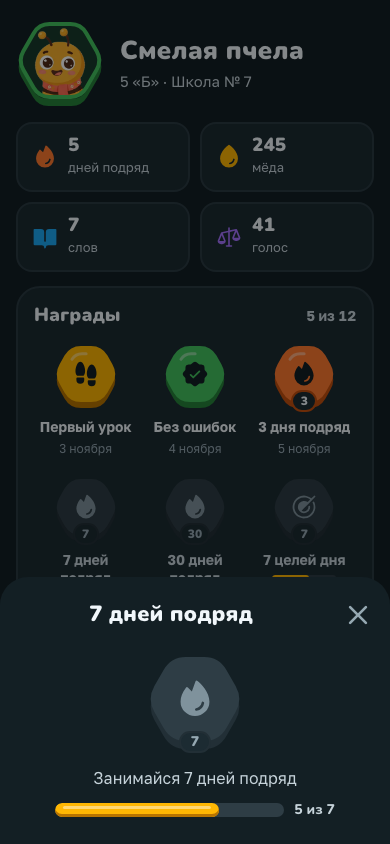 Смелая пчела
5 «Б» · Школа № 7
5
дней подряд
245
мёда
7
слов
41
голос
Награды
5 из 12
3
Первый урок
Без ошибок
3 дня подряд
3 ноября
4 ноября
5 ноября
7
30
7
7 дней
30 дней
7 целей дня
подряд
подряд
7 дней подряд
7
Занимайся 7 дней подряд
5 из 7